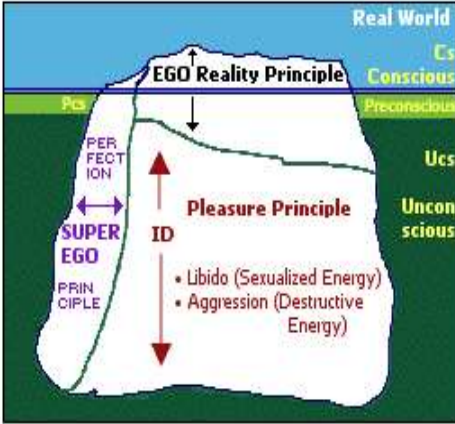 Real World
Cs
Conscious
EGO Reality Principle
Pcs
Preconscious
PER
FECT
ION
Ucs
Uncon
scious
Pleasure Principle
SUPER
EGO
ID
PRIN
CIPLE
• Libido (Sexualized Energy)
• Aggression (Destructive
Energy)